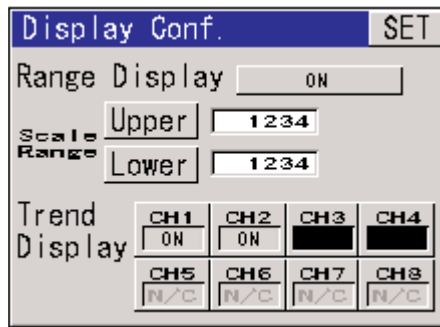 Display Conf. SET
Range Display ON
Scale Range
Upper 1234
Lower 1234
Trend Display
CH1 CH2 CH3 CH4
ON ON
CH5 CH6 CH7 CH8
N/C N/C N/C N/C